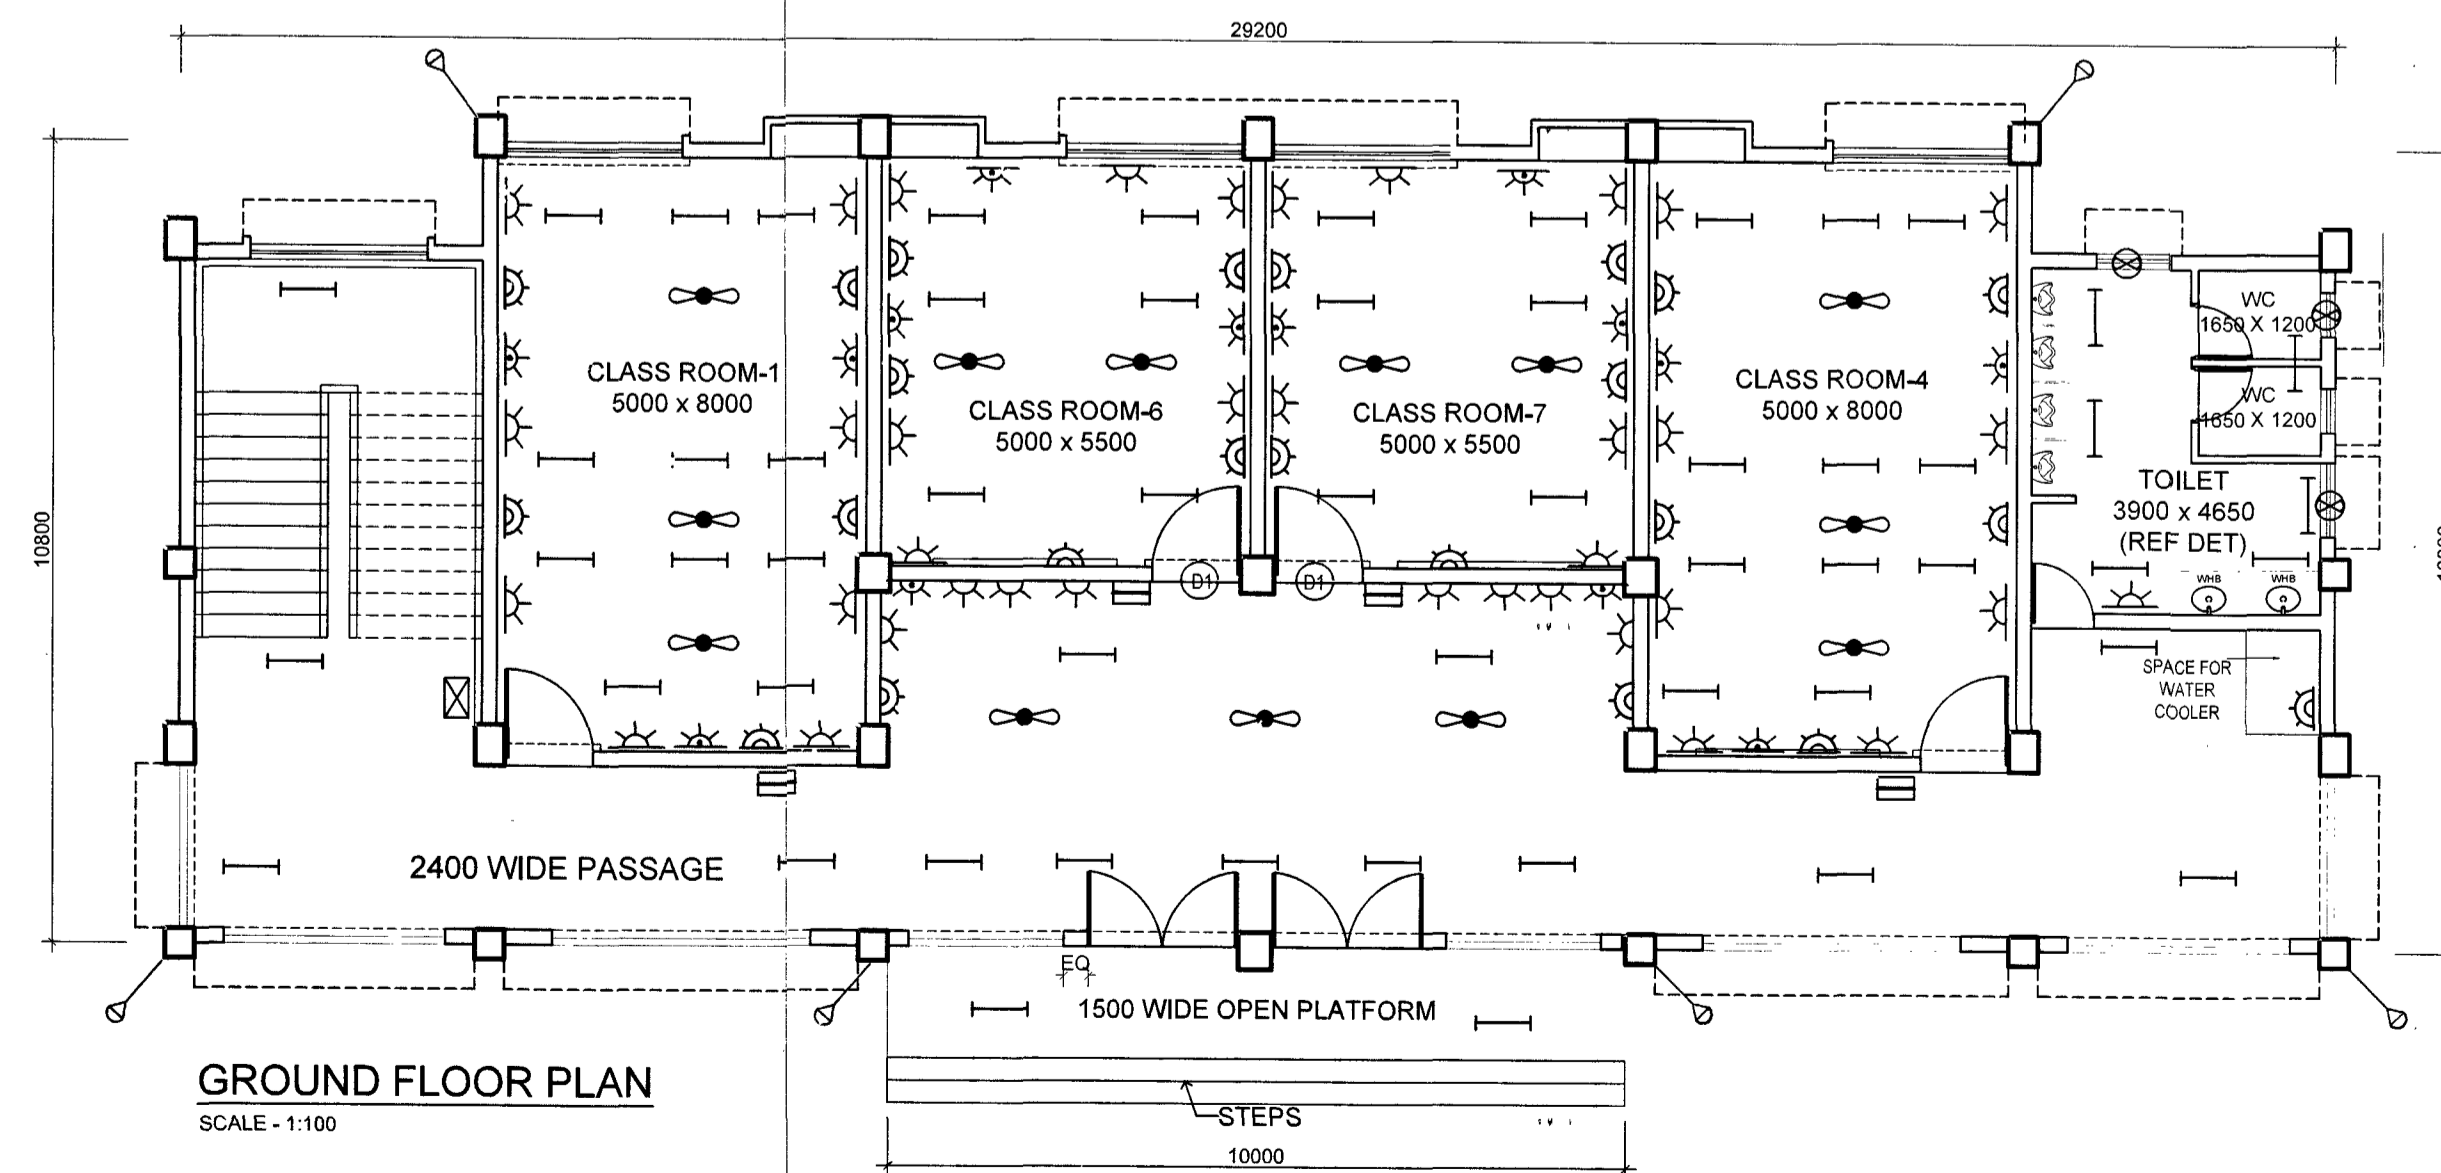 29200
10800
CLASS ROOM-1
5000 x 8000
CLASS ROOM-6
5000 x 5500
CLASS ROOM-7
5000 x 5500
CLASS ROOM-4
5000 x 8000
WC
1650 X 1200
WC
1650 X 1200
TOILET
3900 x 4650
(REF DET)
WHB
WHB
D1
D1
SPACE FOR
WATER
COOLER
2400 WIDE PASSAGE
EQ
1500 WIDE OPEN PLATFORM
GROUND FLOOR PLAN
SCALE - 1:100
STEPS
10000